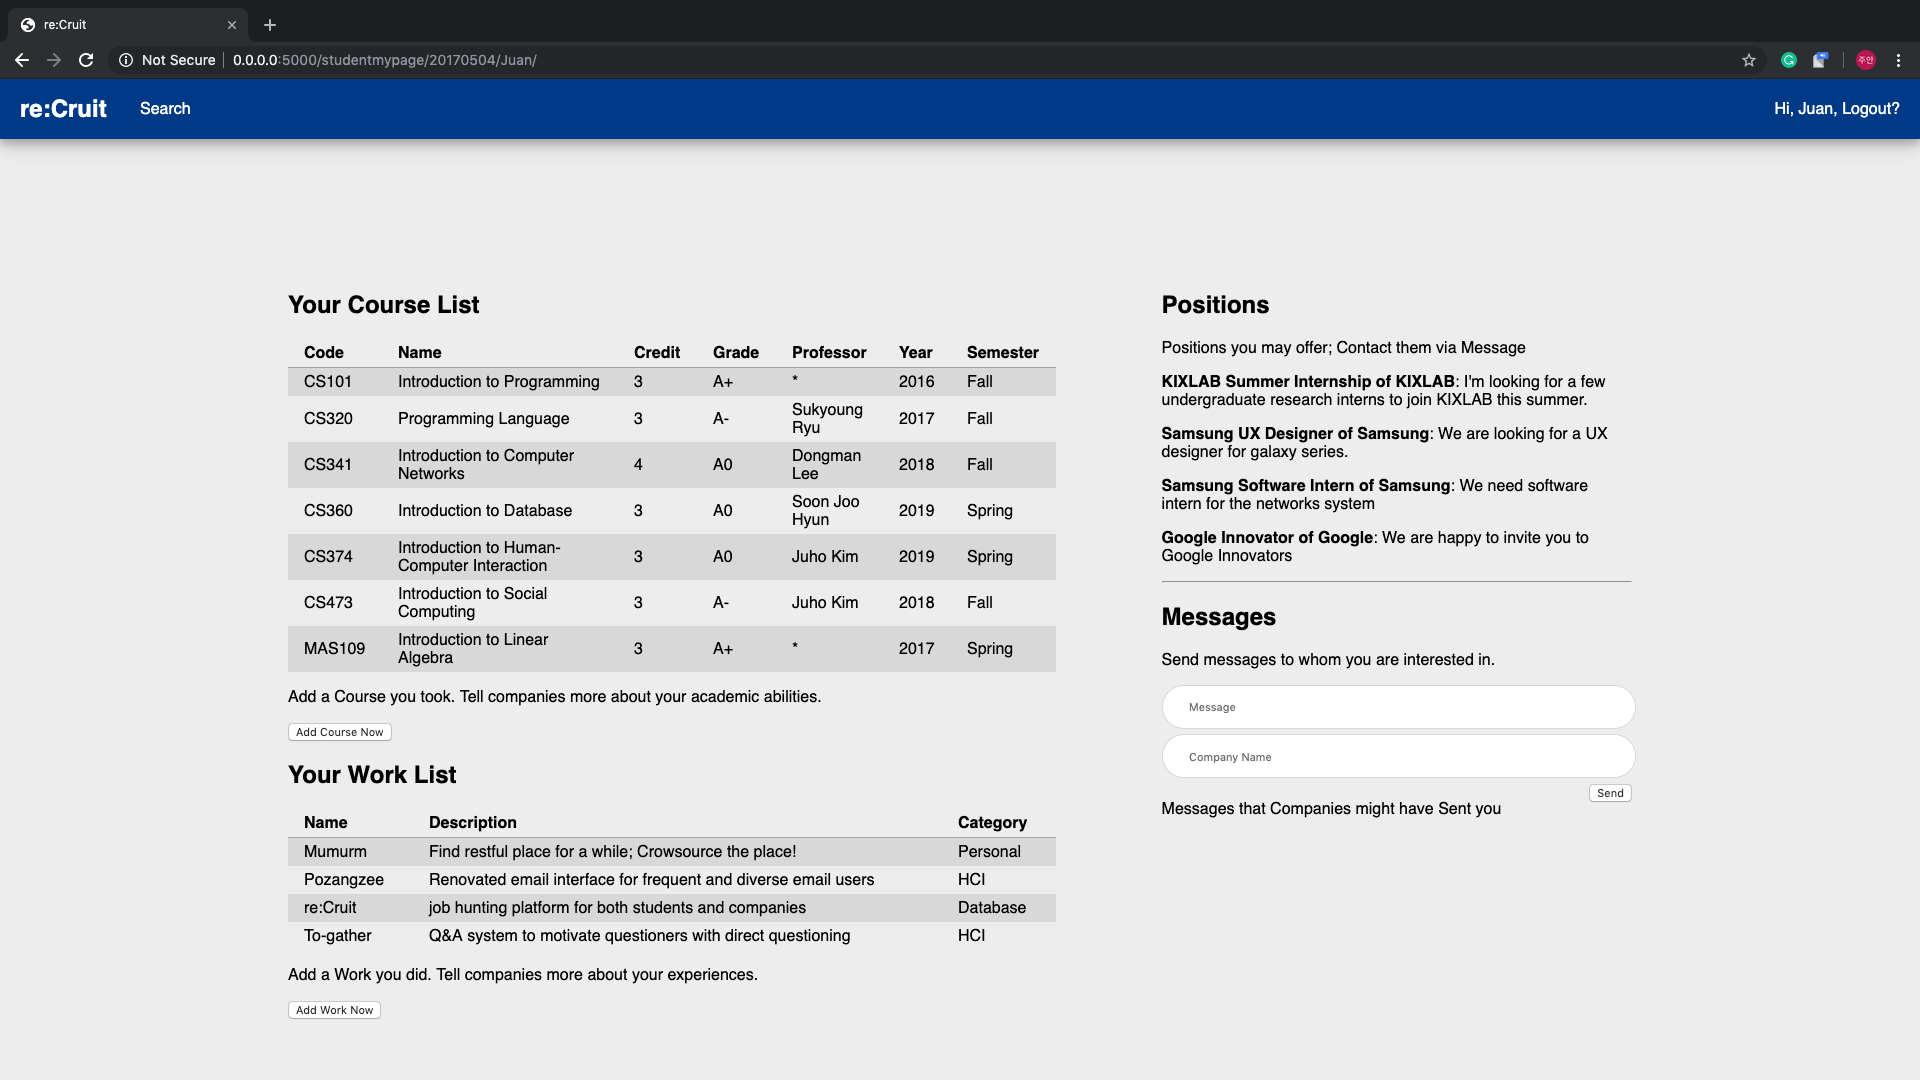 re:Cruit
Not Secure
0.0.0.0:5000/studentmypage/20170504/Juan/
주안
re:Cruit
Search
Hi, Juan, Logout?
Your Course List
Code Name Credit Grade Professor Year Semester
CS101 Introduction to Programming 3 A+ * 2016 Fall
CS320 Programming Language 3 A- Sukyoung
Ryu 2017 Fall
CS341 Introduction to Computer
Networks 4 A0 Dongman
Lee 2018 Fall
CS360 Introduction to Database 3 A0 Soon Joo
Hyun 2019 Spring
CS374 Introduction to Human-
Computer Interaction 3 A0 Juho Kim 2019 Spring
CS473 Introduction to Social
Computing 3 A- Juho Kim 2018 Fall
MAS109 Introduction to Linear
Algebra 3 A+ * 2017 Spring
Add a Course you took. Tell companies more about your academic abilities.
Add Course Now
Your Work List
Name Description Category
Mumurm Find restful place for a while; Crowsource the place! Personal
Pozangzee Renovated email interface for frequent and diverse email users HCI
re:Cruit job hunting platform for both students and companies Database
To-gather Q&A system to motivate questioners with direct questioning HCI
Add a Work you did. Tell companies more about your experiences.
Add Work Now
Positions
Positions you may offer; Contact them via Message
KIXLAB Summer Internship of KIXLAB: I'm looking for a few
undergraduate research interns to join KIXLAB this summer.
Samsung UX Designer of Samsung: We are looking for a UX
designer for galaxy series.
Samsung Software Intern of Samsung: We need software
intern for the networks system
Google Innovator of Google: We are happy to invite you to
Google Innovators
Messages
Send messages to whom you are interested in.
Message
Company Name
Send
Messages that Companies might have Sent you